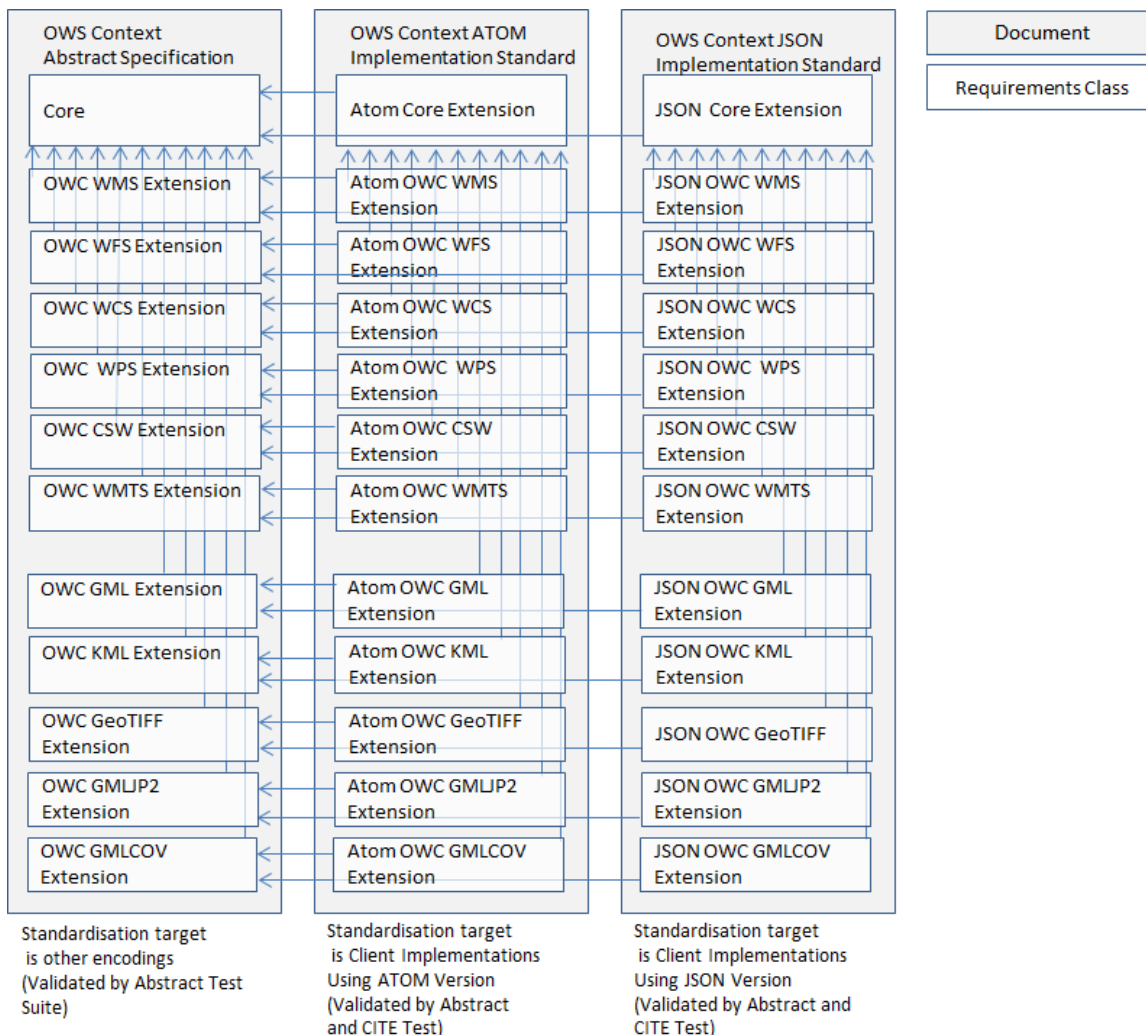 OWS Context
Abstract Specification
Core
OWC WMS Extension
OWC WFS Extension
OWC WCS Extension
OWC  WPS Extension
OWC CSW Extension
OWC WMTS Extension
OWC GML Extension
OWC KML Extension
OWC GeoTIFF
Extension
OWC GMLJP2
Extension
OWC GMLCOV
Extension
Standardisation target
is other encodings
(Validated by Abstract Test
Suite)
OWS Context ATOM
Implementation Standard
Atom Core Extension
Atom OWC WMS
Extension
Atom OWC WFS
Extension
Atom OWC WCS
Extension
Atom OWC  WPS
Extension
Atom OWC CSW
Extension
Atom OWC WMTS
Extension
Atom OWC GML
Extension
Atom OWC KML
Extension
Atom OWC GeoTIFF
Extension
Atom OWC GMLJP2
Extension
Atom OWC GMLCOV
Extension
Standardisation target
is Client Implementations
Using ATOM Version
(Validated by Abstract
and CITE Test)
OWS Context JSON
Implementation Standard
JSON  Core Extension
JSON OWC WMS
Extension
JSON OWC WFS
Extension
JSON OWC WCS
Extension
JSON OWC  WPS
Extension
JSON OWC CSW
Extension
JSON OWC WMTS
Extension
JSON OWC GML
Extension
JSON OWC KML
Extension
JSON OWC GeoTIFF
JSON OWC GMLJP2
Extension
JSON OWC GMLCOV
Extension
Standardisation target
is Client Implementations
Using JSON Version
(Validated by Abstract and
CITE Test)
Document
Requirements Class